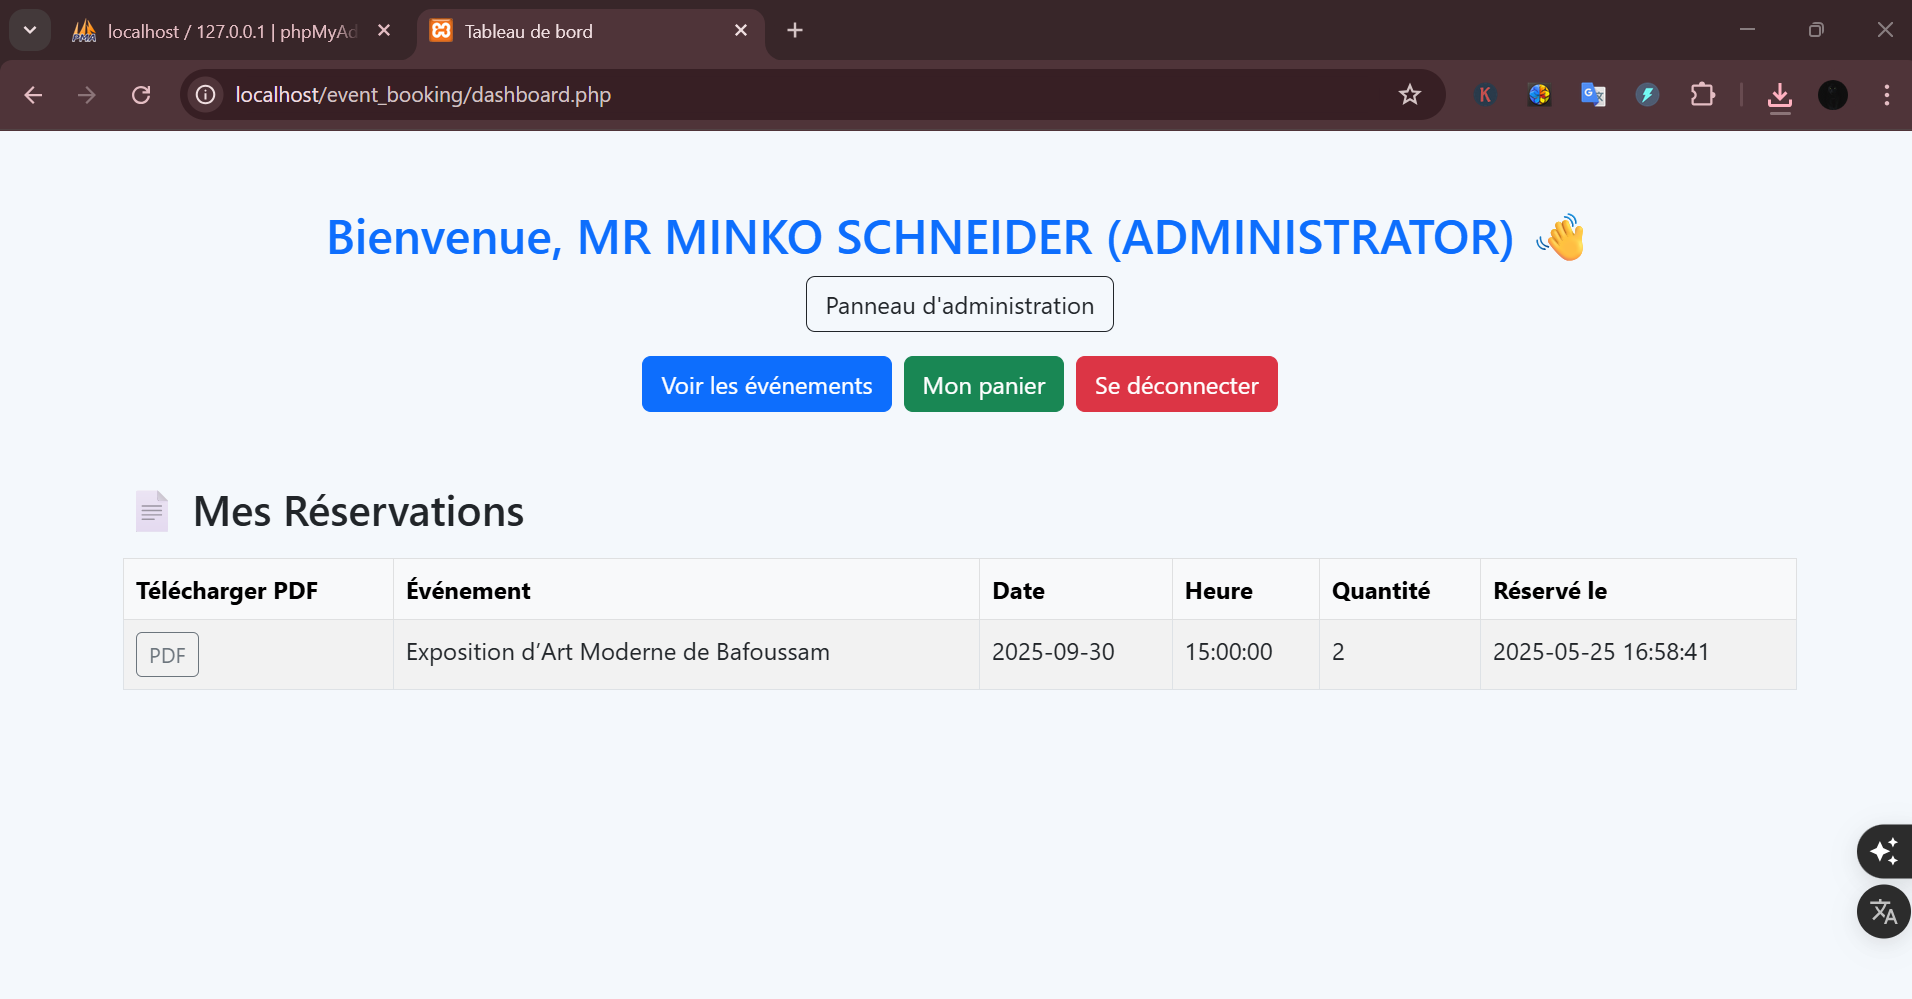 localhost / 127.0.0.1 | phpMyAd
Tableau de bord
localhost/event_booking/dashboard.php
Bienvenue, MR MINKO SCHNEIDER (ADMINISTRATOR) 👋
Panneau d'administration
Voir les événements Mon panier Se déconnecter
Mes Réservations
Télécharger PDF Événement Date Heure Quantité Réservé le
PDF Exposition d’Art Moderne de Bafoussam 2025-09-30 15:00:00 2 2025-05-25 16:58:41